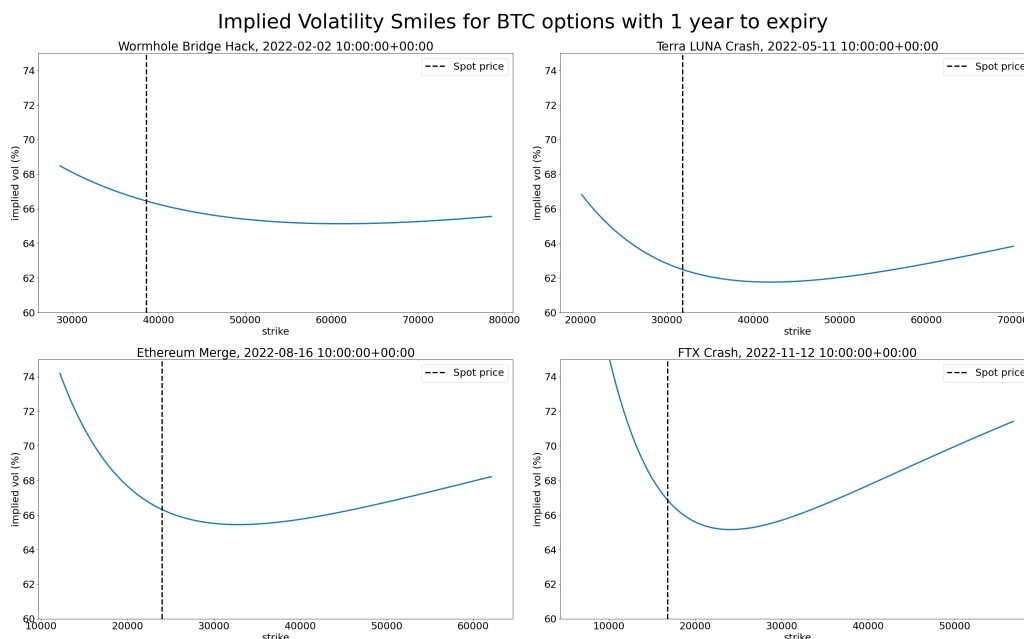 Implied Volatility Smiles for BTC options with 1 year to expiry
Wormhole Bridge Hack, 2022-02-02 10:00:00+00:00
Terra LUNA Crash, 2022-05-11 10:00:00+00:00
74
72
70
68
66
64
62
60
implied vol (%)
Spot price
30000 40000 50000 60000 70000 80000
strike
74
72
70
68
66
64
62
60
implied vol (%)
Spot price
20000 30000 40000 50000 60000 70000
strike
Ethereum Merge, 2022-08-16 10:00:00+00:00
FTX Crash, 2022-11-12 10:00:00+00:00
74
72
70
68
66
64
62
60
implied vol (%)
Spot price
10000 20000 30000 40000 50000 60000
strike
74
72
70
68
66
64
62
60
implied vol (%)
Spot price
10000 20000 30000 40000 50000
strike